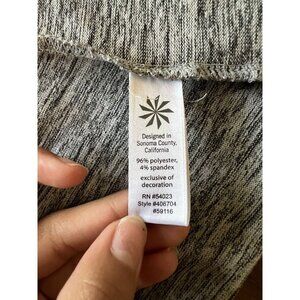 Designed in
Sonoma County,
California
96% polyester,
4% spandex
exclusive of
decoration
RN #54023
Style #406704
#59116